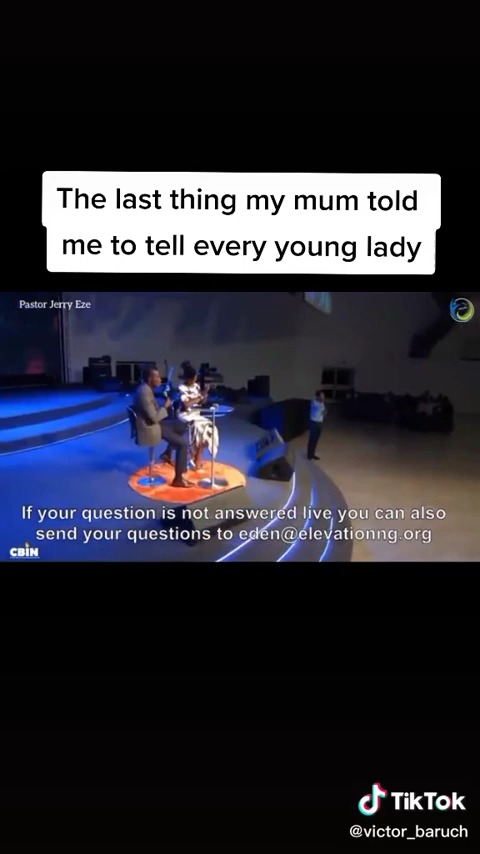 The last thing my mum told
me to tell every young lady
Pastor Jerry Eze
If your question is not answered live you can also
send your questions to eden@elevationng.org
CBIN
TikTok
@victor_baruch